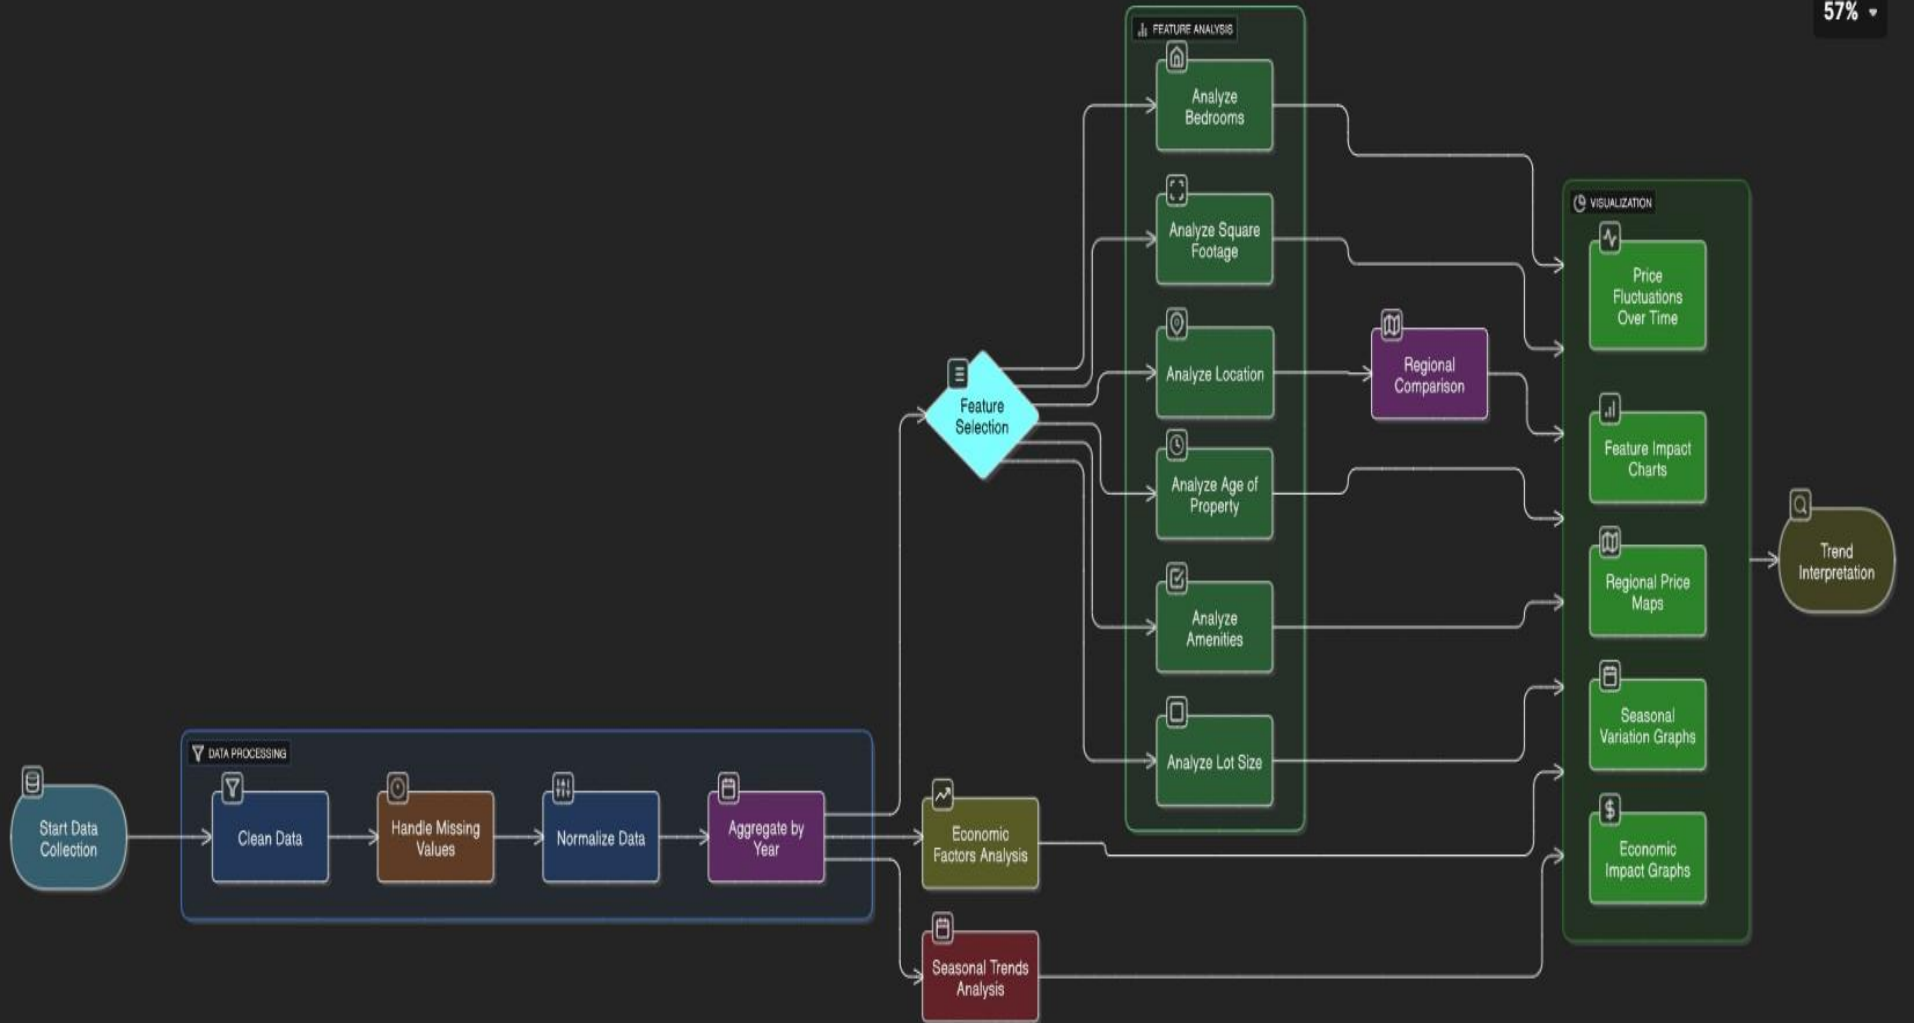 57%
FEATURE ANALYSIS
Analyze
Bedrooms
Analyze Square
Footage
Analyze Location
Analyze Age of
Property
Analyze
Amenities
Analyze Lot Size
Regional
Comparison
VISUALIZATION
Price
Fluctuations
Over Time
Feature Impact
Charts
Regional Price
Maps
Seasonal
Variation Graphs
Economic
Impact Graphs
Trend
Interpretation
Feature
Selection
DATA PROCESSING
Start Data
Collection
Clean Data
Handle Missing
Values
Normalize Data
Aggregate by
Year
Economic
Factors Analysis
Seasonal Trends
Analysis